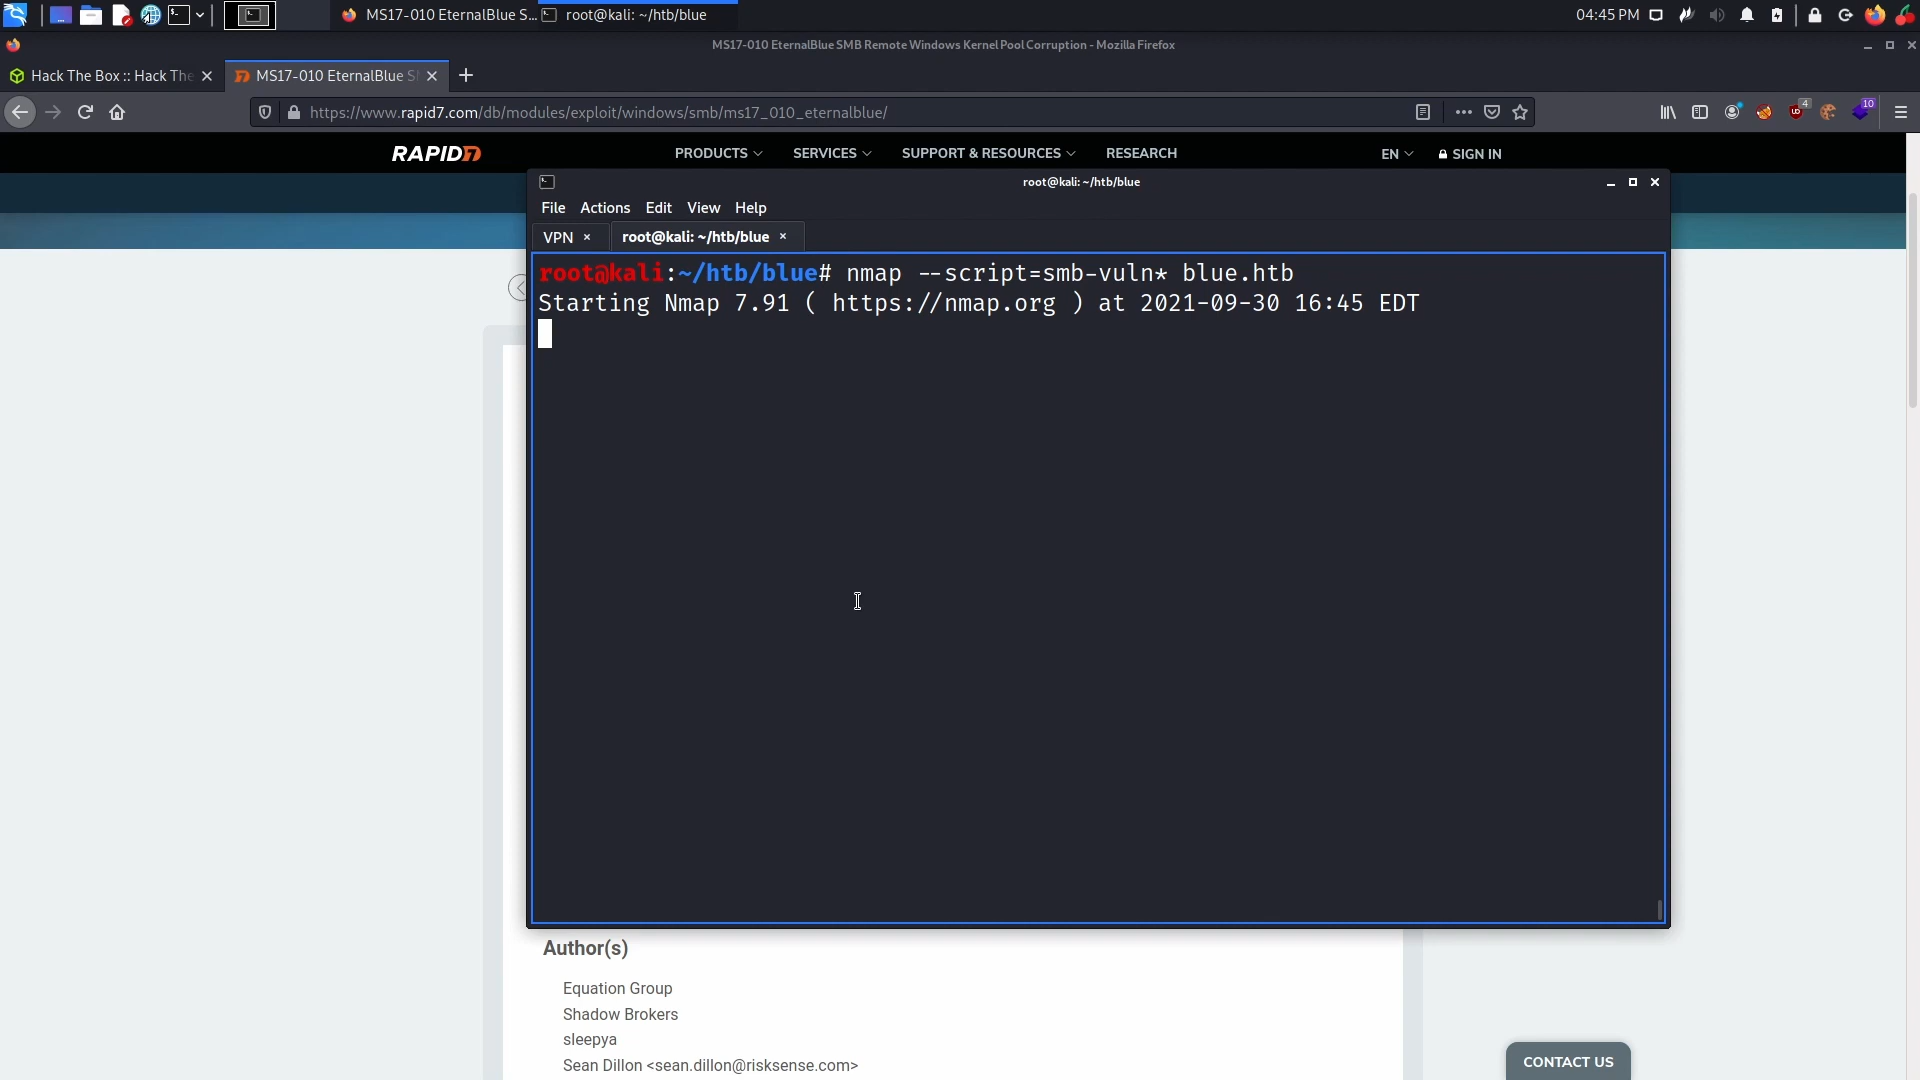 MS17-010 EternalBlue S...
root@kali: ~/htb/blue
04:45 PM
MS17-010 EternalBlue SMB Remote Windows Kernel Pool Corruption - Mozilla Firefox
Hack The Box :: Hack The
MS17-010 EternalBlue S
https://www.rapid7.com/db/modules/exploit/windows/smb/ms17_010_eternalblue/
4
10
RAPID7
PRODUCTS
SERVICES
SUPPORT & RESOURCES
RESEARCH
EN
SIGN IN
root@kali: ~/htb/blue
File Actions Edit View Help
VPN ×
root@kali: ~/htb/blue ×
root@kali:~/htb/blue# nmap --script=smb-vuln* blue.htb
Starting Nmap 7.91 ( https://nmap.org ) at 2021-09-30 16:45 EDT
Author(s)
Equation Group
Shadow Brokers
sleepya
Sean Dillon <sean.dillon@risksense.com>
CONTACT US